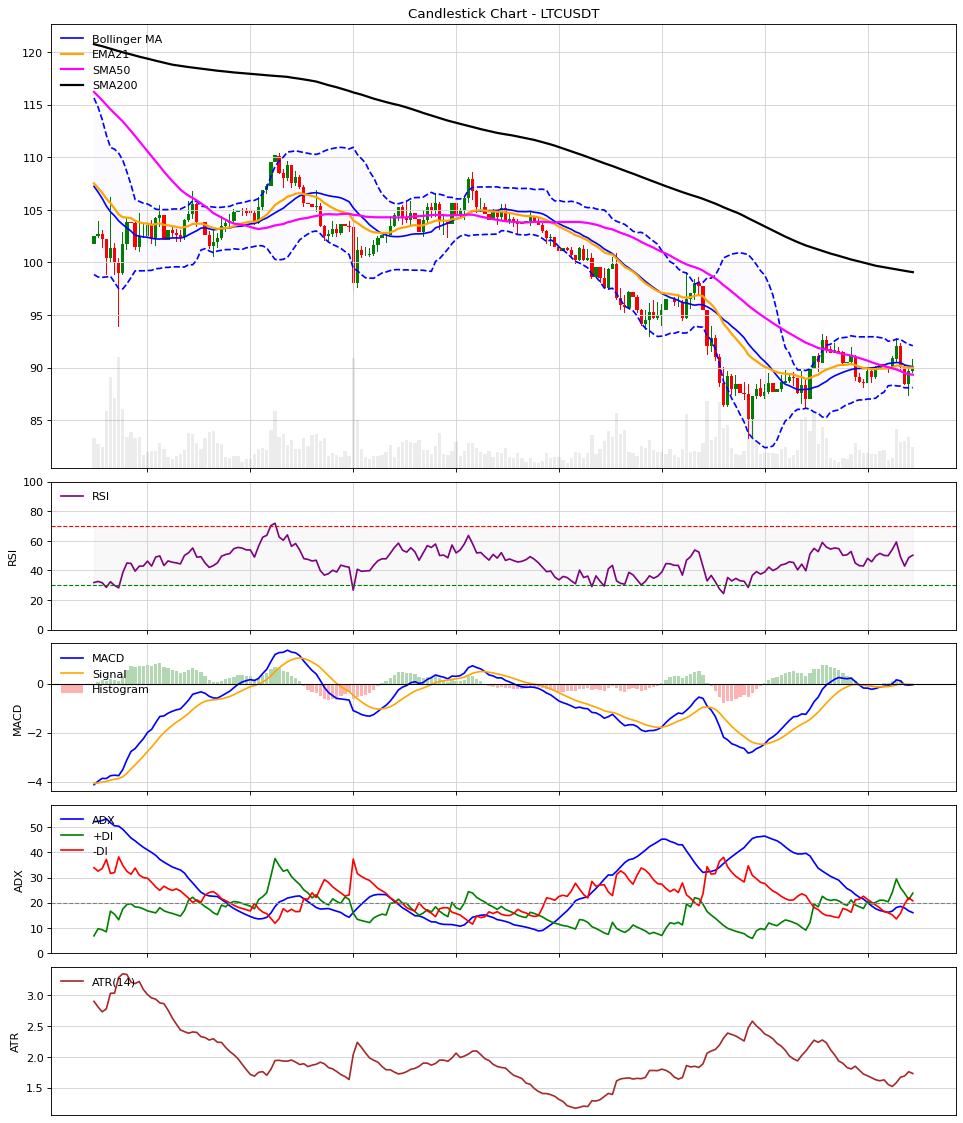 Candlestick Chart - LTCUSDT
Bollinger MA
EMA21
SMA50
SMA200
120
115
110
105
100
95
90
85
RSI
100
80
60
40
20
0
RSI
MACD
Signal
Histogram
0
−2
−4
MACD
ADX
+DI
-DI
50
40
30
20
10
0
ADX
ATR(14)
3.0
2.5
2.0
1.5
ATR